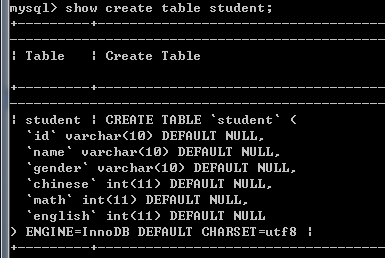 mysql> show create table student;
+---------+------------------------------
-----------------------------------------
| Table   | Create Table
+---------+------------------------------
-----------------------------------------
| student | CREATE TABLE `student` (
  `id` varchar(10) DEFAULT NULL,
  `name` varchar(10) DEFAULT NULL,
  `gender` varchar(10) DEFAULT NULL,
  `chinese` int(11) DEFAULT NULL,
  `math` int(11) DEFAULT NULL,
  `english` int(11) DEFAULT NULL
) ENGINE=InnoDB DEFAULT CHARSET=utf8 |
+---------+------------------------------